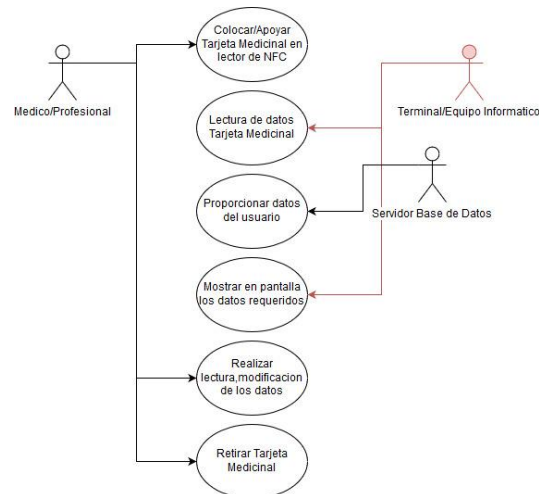 Colocar/Apoyar
Tarjeta Medicinal en
lector de NFC
Medico/Profesional
Terminal/Equipo Informatico
Lectura de datos
Tarjeta Medicinal
Proporcionar datos
del usuario
Servidor Base de Datos
Mostrar en pantalla
los datos requeridos
Realizar
lectura,modificacion
de los datos
Retirar Tarjeta
Medicinal